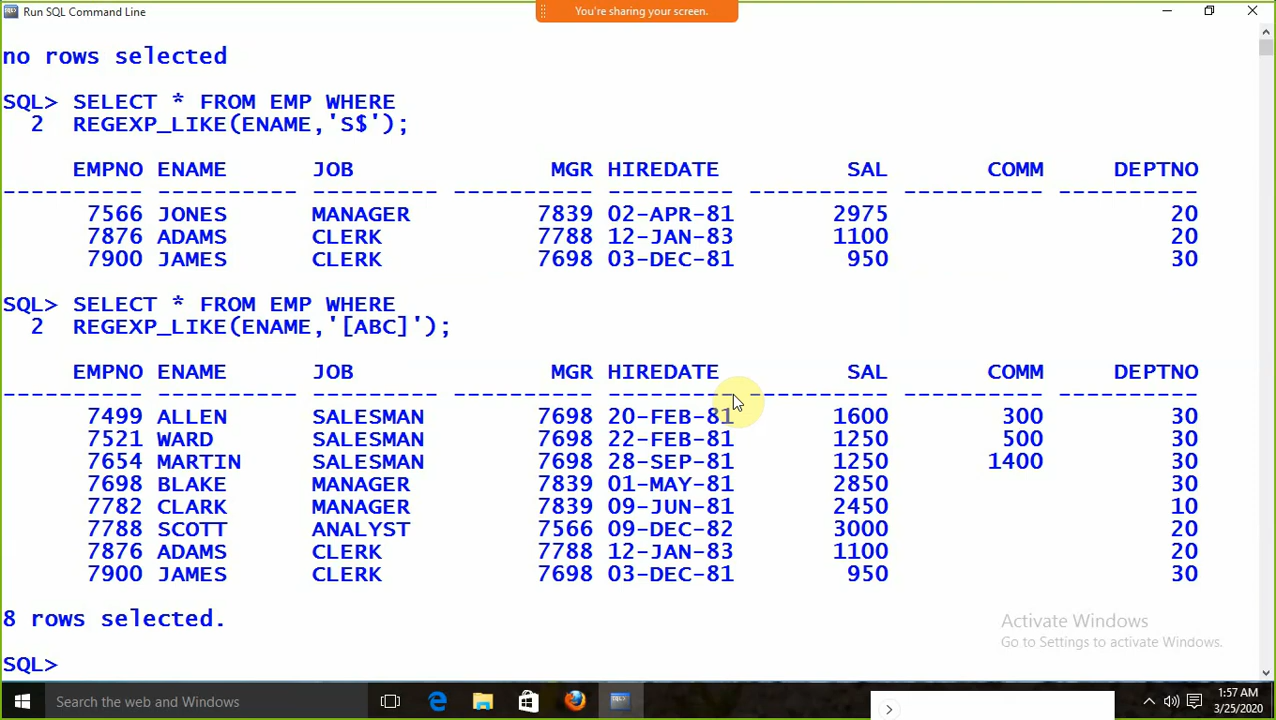 Run SQL Command Line
You're sharing your screen.
no rows selected
SQL> SELECT * FROM EMP WHERE
2 REGEXP_LIKE(ENAME,'S$');
EMPNO ENAME JOB MGR HIREDATE SAL COMM DEPTNO
---------- ---------- --------- ---------- --------- ---------- ---------- ----------
7566 JONES MANAGER 7839 02-APR-81 2975 20
7876 ADAMS CLERK 7788 12-JAN-83 1100 20
7900 JAMES CLERK 7698 03-DEC-81 950 30
SQL> SELECT * FROM EMP WHERE
2 REGEXP_LIKE(ENAME,'[ABC]');
EMPNO ENAME JOB MGR HIREDATE SAL COMM DEPTNO
---------- ---------- --------- ---------- --------- ---------- ---------- ----------
7499 ALLEN SALESMAN 7698 20-FEB-81 1600 300 30
7521 WARD SALESMAN 7698 22-FEB-81 1250 500 30
7654 MARTIN SALESMAN 7698 28-SEP-81 1250 1400 30
7698 BLAKE MANAGER 7839 01-MAY-81 2850 30
7782 CLARK MANAGER 7839 09-JUN-81 2450 10
7788 SCOTT ANALYST 7566 09-DEC-82 3000 20
7876 ADAMS CLERK 7788 12-JAN-83 1100 20
7900 JAMES CLERK 7698 03-DEC-81 950 30
8 rows selected.
SQL>
Activate Windows
Go to Settings to activate Windows.
Search the web and Windows
1:57 AM
3/25/2020